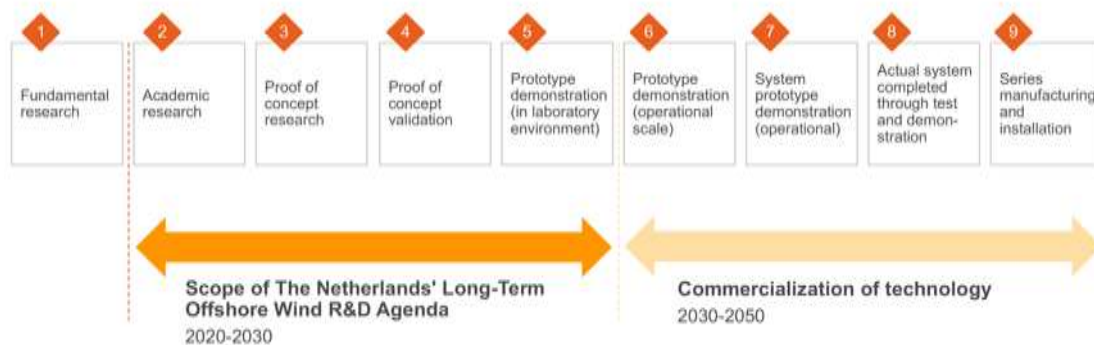 1
Fundamental
research
2
Academic
research
3
Proof of
concept
research
4
Proof of
concept
validation
5
Prototype
demonstration
(in laboratory
environment)
6
Prototype
demonstration
(operational
scale)
7
System
prototype
demonstration
(operational)
8
Actual system
completed
through test
and demon-
stration
9
Series
manufacturing
and
installation
Scope of The Netherlands' Long-Term
Offshore Wind R&D Agenda
2020-2030
Commercialization of technology
2030-2050